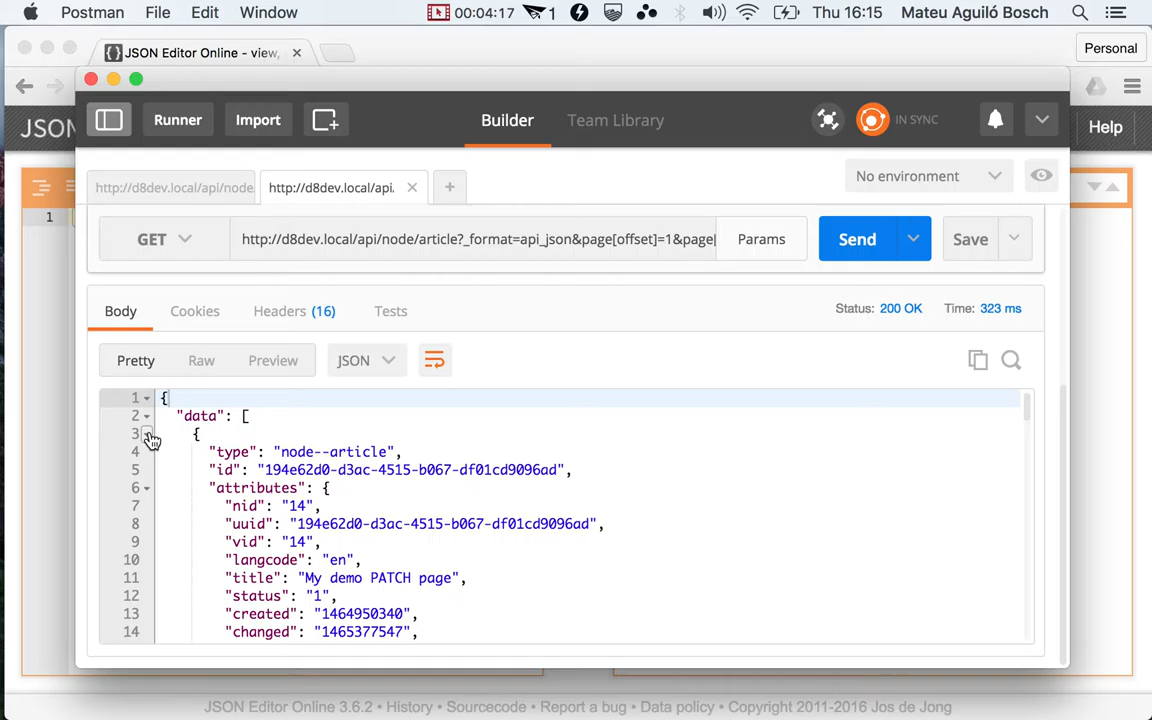 Postman File Edit Window 00:04:17 1 Thu 16:15 Mateu Aguiló Bosch
JSON Editor Online - view,
Personal
JSON
Runner Import Builder Team Library IN SYNC
Help
http://d8dev.local/api/node http://d8dev.local/api, No environment
1
GET http://d8dev.local/api/node/article?_format=api_json&page[offset]=1&page[ Params Send Save
Body Cookies Headers (16) Tests Status: 200 OK Time: 323 ms
Pretty Raw Preview JSON
1 {
2 "data": [
3 {
4 "type": "node--article",
5 "id": "194e62d0-d3ac-4515-b067-df01cd9096ad",
6 "attributes": {
7 "nid": "14",
8 "uuid": "194e62d0-d3ac-4515-b067-df01cd9096ad",
9 "vid": "14",
10 "langcode": "en",
11 "title": "My demo PATCH page",
12 "status": "1",
13 "created": "1464950340",
14 "changed": "1465377547",
JSON Editor Online 3.6.2 • History • Sourcecode • Report a bug • Data policy • Copyright 2011-2016 Jos de Jong